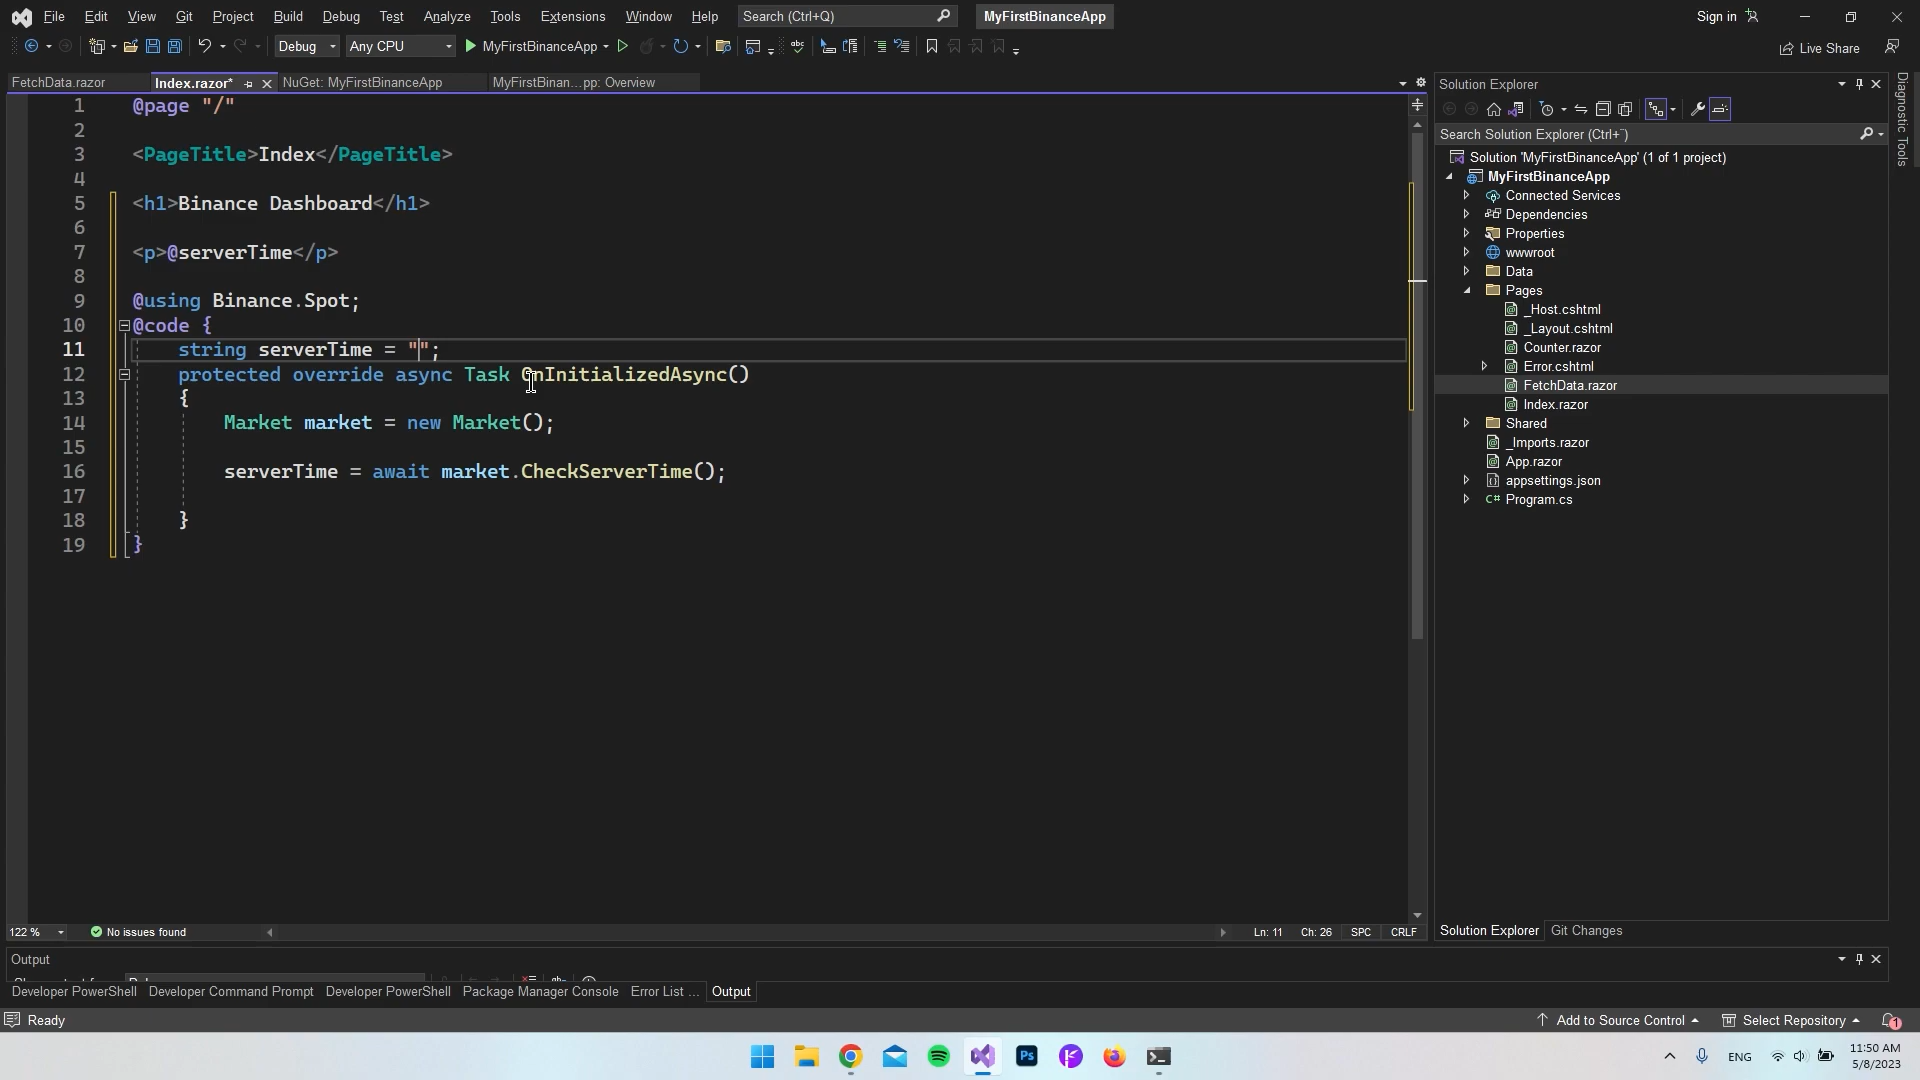 File Edit View Git Project Build Debug Test Analyze Tools Extensions Window Help Search (Ctrl+Q) MyFirstBinanceApp Sign in
Debug Any CPU MyFirstBinanceApp Live Share
FetchData.razor Index.razor* NuGet: MyFirstBinanceApp MyFirstBinan...pp: Overview
1 @page "/"
2
3 <PageTitle>Index</PageTitle>
4
5 <h1>Binance Dashboard</h1>
6
7 <p>@serverTime</p>
8
9 @using Binance.Spot;
10 @code {
11 string serverTime = "";
12 protected override async Task OnInitializedAsync()
13 {
14 Market market = new Market();
15
16 serverTime = await market.CheckServerTime();
17
18 }
19 }
122 % No issues found Ln: 11 Ch: 26 SPC CRLF
Solution Explorer
Search Solution Explorer (Ctrl+¨)
Solution 'MyFirstBinanceApp' (1 of 1 project)
MyFirstBinanceApp
Connected Services
Dependencies
Properties
wwwroot
Data
Pages
_Host.cshtml
_Layout.cshtml
Counter.razor
Error.cshtml
FetchData.razor
Index.razor
Shared
_Imports.razor
App.razor
appsettings.json
C# Program.cs
Solution Explorer Git Changes
Diagnostic Tools
Output
Developer PowerShell Developer Command Prompt Developer PowerShell Package Manager Console Error List ... Output
Ready Add to Source Control Select Repository 1
Ps ENG 11:50 AM
5/8/2023